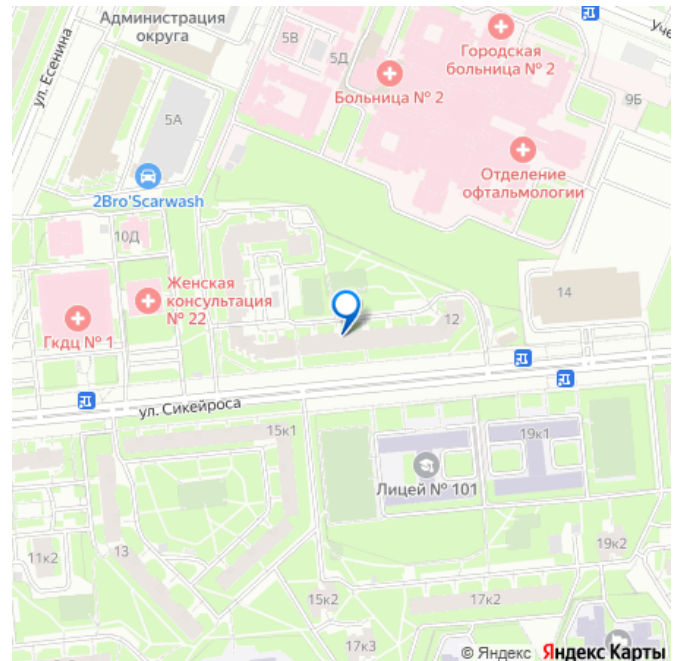 Администрация
округа
ул. Есенина
5В
5Д
Городская
больница № 2
Больница № 2
9Б
5А
Отделение
офтальмологии
2Bro'Scarwash
10Д
Женская
консультация
№ 22
Гкдц № 1
14
12
ул. Сикейроса
15к1
19к1
Лицей № 101
13
11к2
19к2
15к2
17к2
17к3
© Яндекс Яндекс Карты